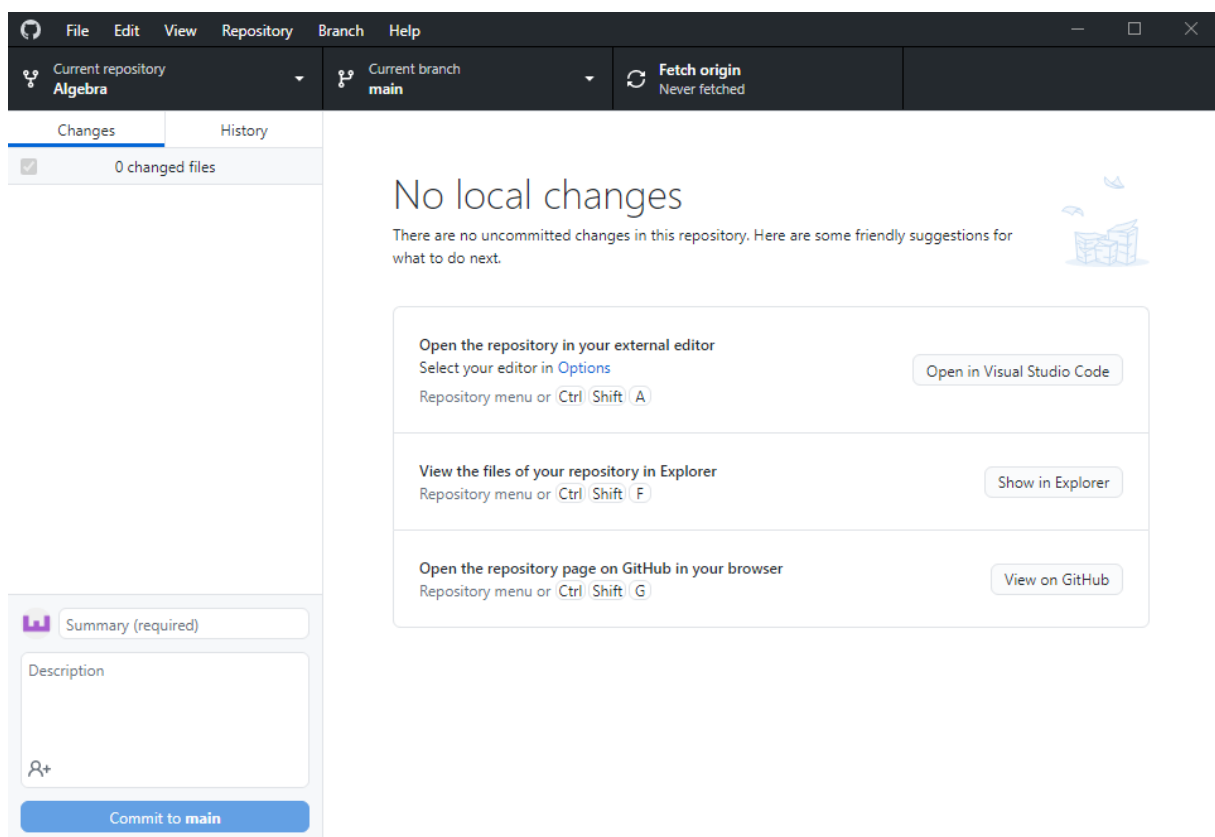 File Edit View Repository Branch Help
Current repository
Algebra
Current branch
main
Fetch origin
Never fetched
Changes History
0 changed files
No local changes
There are no uncommitted changes in this repository. Here are some friendly suggestions for
what to do next.
Open the repository in your external editor
Select your editor in Options
Repository menu or Ctrl Shift A
Open in Visual Studio Code
View the files of your repository in Explorer
Repository menu or Ctrl Shift F
Show in Explorer
Open the repository page on GitHub in your browser
Repository menu or Ctrl Shift G
View on GitHub
Summary (required)
Description
Commit to main